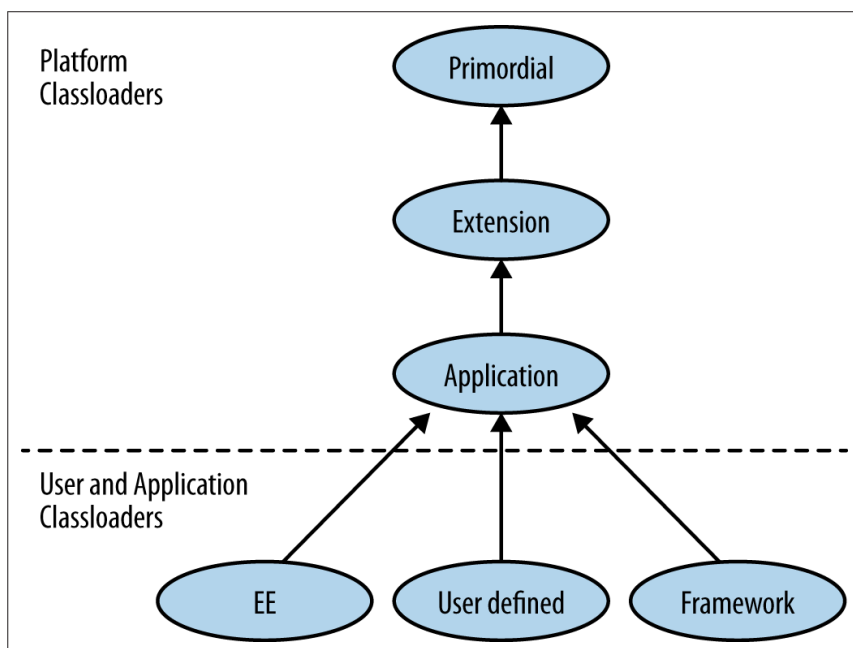 Platform
Classloaders
Primordial
Extension
Application
User and Application
Classloaders
EE
User defined
Framework